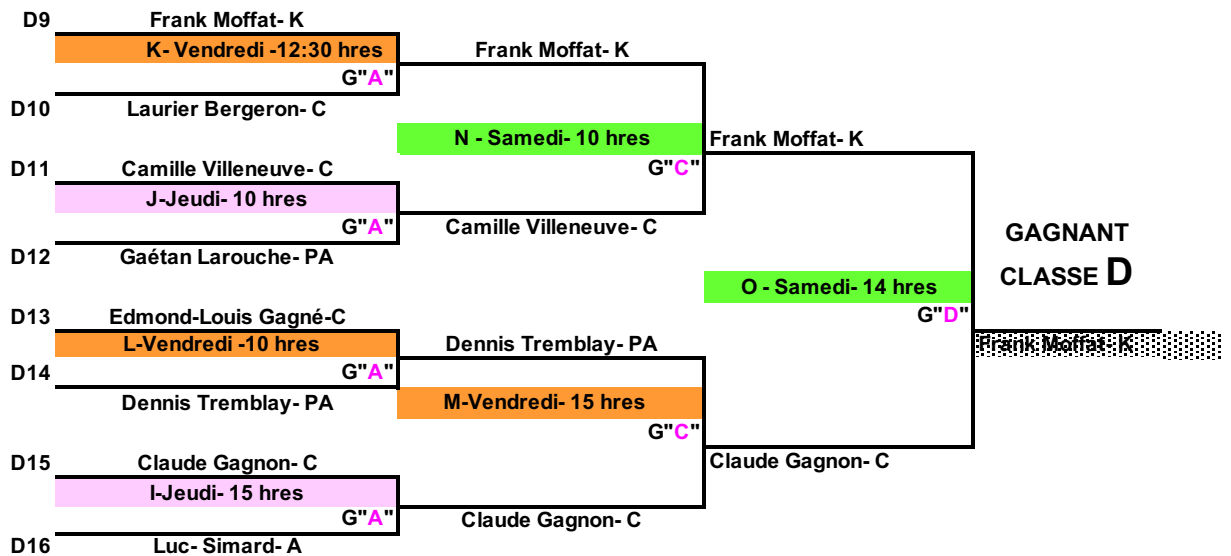 D9
Frank Moffat- K
K- Vendredi -12:30 hres
G"A"
D10
Laurier Bergeron- C
Frank Moffat- K
N - Samedi- 10 hres
G"C"
D11
Camille Villeneuve- C
J-Jeudi- 10 hres
G"A"
D12
Gaétan Larouche- PA
Camille Villeneuve- C
Frank Moffat- K
O - Samedi- 14 hres
G"D"
GAGNANT
CLASSE D
Frank Moffat- K
D13
Edmond-Louis Gagné-C
L-Vendredi -10 hres
G"A"
D14
Dennis Tremblay- PA
Dennis Tremblay- PA
M-Vendredi- 15 hres
G"C"
Claude Gagnon- C
D15
Claude Gagnon- C
I-Jeudi- 15 hres
G"A"
D16
Luc- Simard- A
Claude Gagnon- C